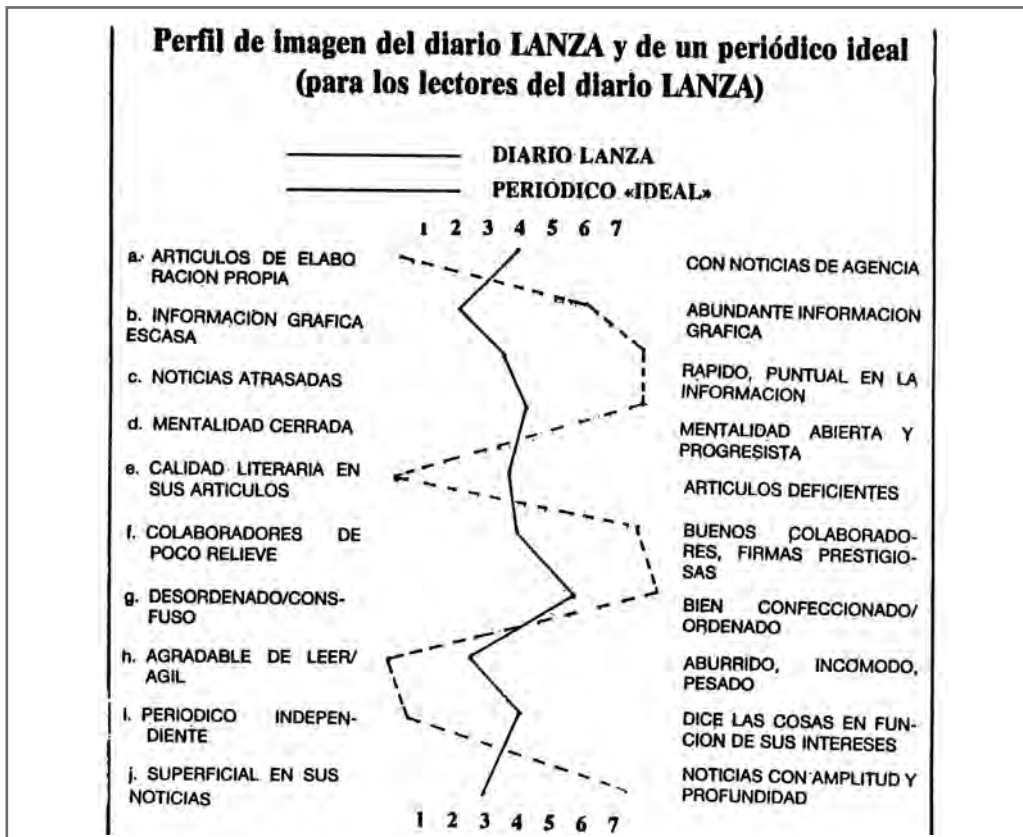 Perfil de imagen del diario LANZA y de un periódico ideal
(para los lectores del diario LANZA)
DIARIO LANZA
PERIÓDICO «IDEAL»
1 2 3 4 5 6 7
a. ARTICULOS DE ELABO
RACION PROPIA
CON NOTICIAS DE AGENCIA
b. INFORMACION GRAFICA
ESCASA
ABUNDANTE INFORMACION
GRAFICA
c. NOTICIAS ATRASADAS
RAPIDO, PUNTUAL EN LA
INFORMACION
d. MENTALIDAD CERRADA
MENTALIDAD ABIERTA Y
PROGRESISTA
e. CALIDAD LITERARIA EN
SUS ARTICULOS
ARTICULOS DEFICIENTES
f. COLABORADORES DE
POCO RELIEVE
BUENOS COLABORADO-
RES, FIRMAS PRESTIGIO-
SAS
g. DESORDENADO/CONS-
FUSO
BIEN CONFECCIONADO/
ORDENADO
h. AGRADABLE DE LEER/
AGIL
ABURRIDO, INCOMODO,
PESADO
i. PERIODICO INDEPEN-
DIENTE
DICE LAS COSAS EN FUN-
CION DE SUS INTERESES
j. SUPERFICIAL EN SUS
NOTICIAS
NOTICIAS CON AMPLITUD Y
PROFUNDIDAD
1 2 3 4 5 6 7